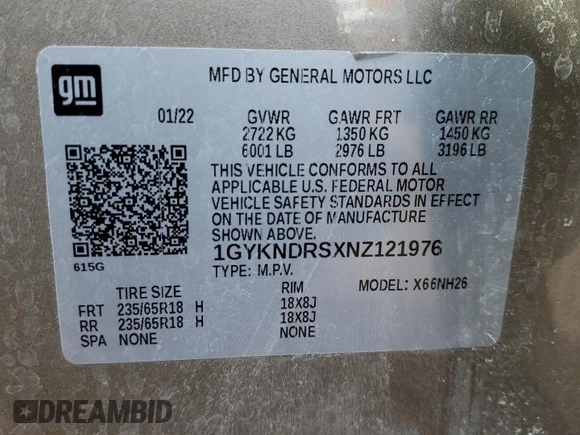 gm
MFD BY GENERAL MOTORS LLC
01/22 GVWR GAWR FRT GAWR RR
2722 KG 1350 KG 1450 KG
6001 LB 2976 LB 3196 LB
THIS VEHICLE CONFORMS TO ALL
APPLICABLE U.S. FEDERAL MOTOR
VEHICLE SAFETY STANDARDS IN EFFECT
ON THE DATE OF MANUFACTURE
SHOWN ABOVE.
615G
1GYKNDRSXNZ121976
TYPE: M.P.V. MODEL: X66NH26
TIRE SIZE RIM
FRT 235/65R18 H 18X8J
RR 235/65R18 H 18X8J
SPA NONE NONE
DREAMBID